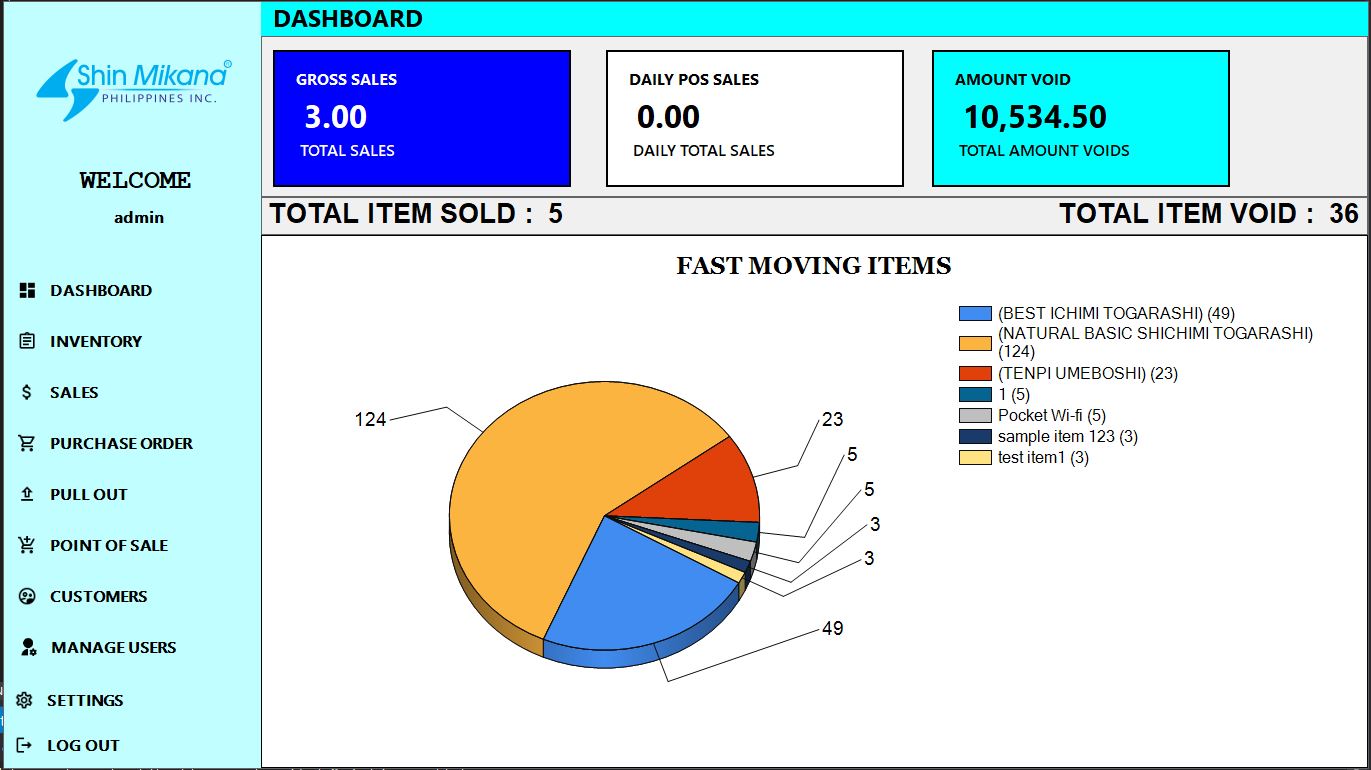 Shin Mikana®
PHILIPPINES INC.
WELCOME
admin
DASHBOARD
INVENTORY
SALES
PURCHASE ORDER
PULL OUT
POINT OF SALE
CUSTOMERS
MANAGE USERS
SETTINGS
LOG OUT
DASHBOARD
GROSS SALES
3.00
TOTAL SALES
DAILY POS SALES
0.00
DAILY TOTAL SALES
AMOUNT VOID
10,534.50
TOTAL AMOUNT VOIDS
TOTAL ITEM SOLD : 5
TOTAL ITEM VOID : 36
FAST MOVING ITEMS
(BEST ICHIMI TOGARASHI) (49)
(NATURAL BASIC SHICHIMI TOGARASHI)
(124)
(TENPI UMEBOSHI) (23)
1 (5)
Pocket Wi-fi (5)
sample item 123 (3)
test item1 (3)
124
23
5
5
3
3
49